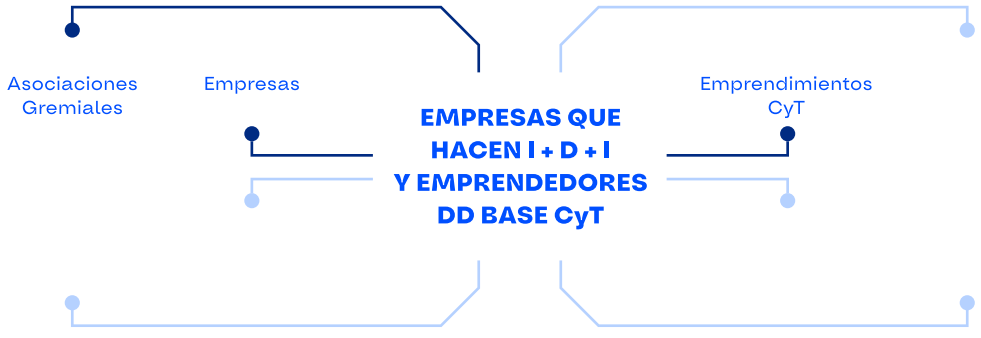 Asociaciones
Gremiales
Empresas
EMPRESAS QUE
HACEN I + D + I
Y EMPRENDEDORES
DD BASE CyT
Emprendimientos
CyT